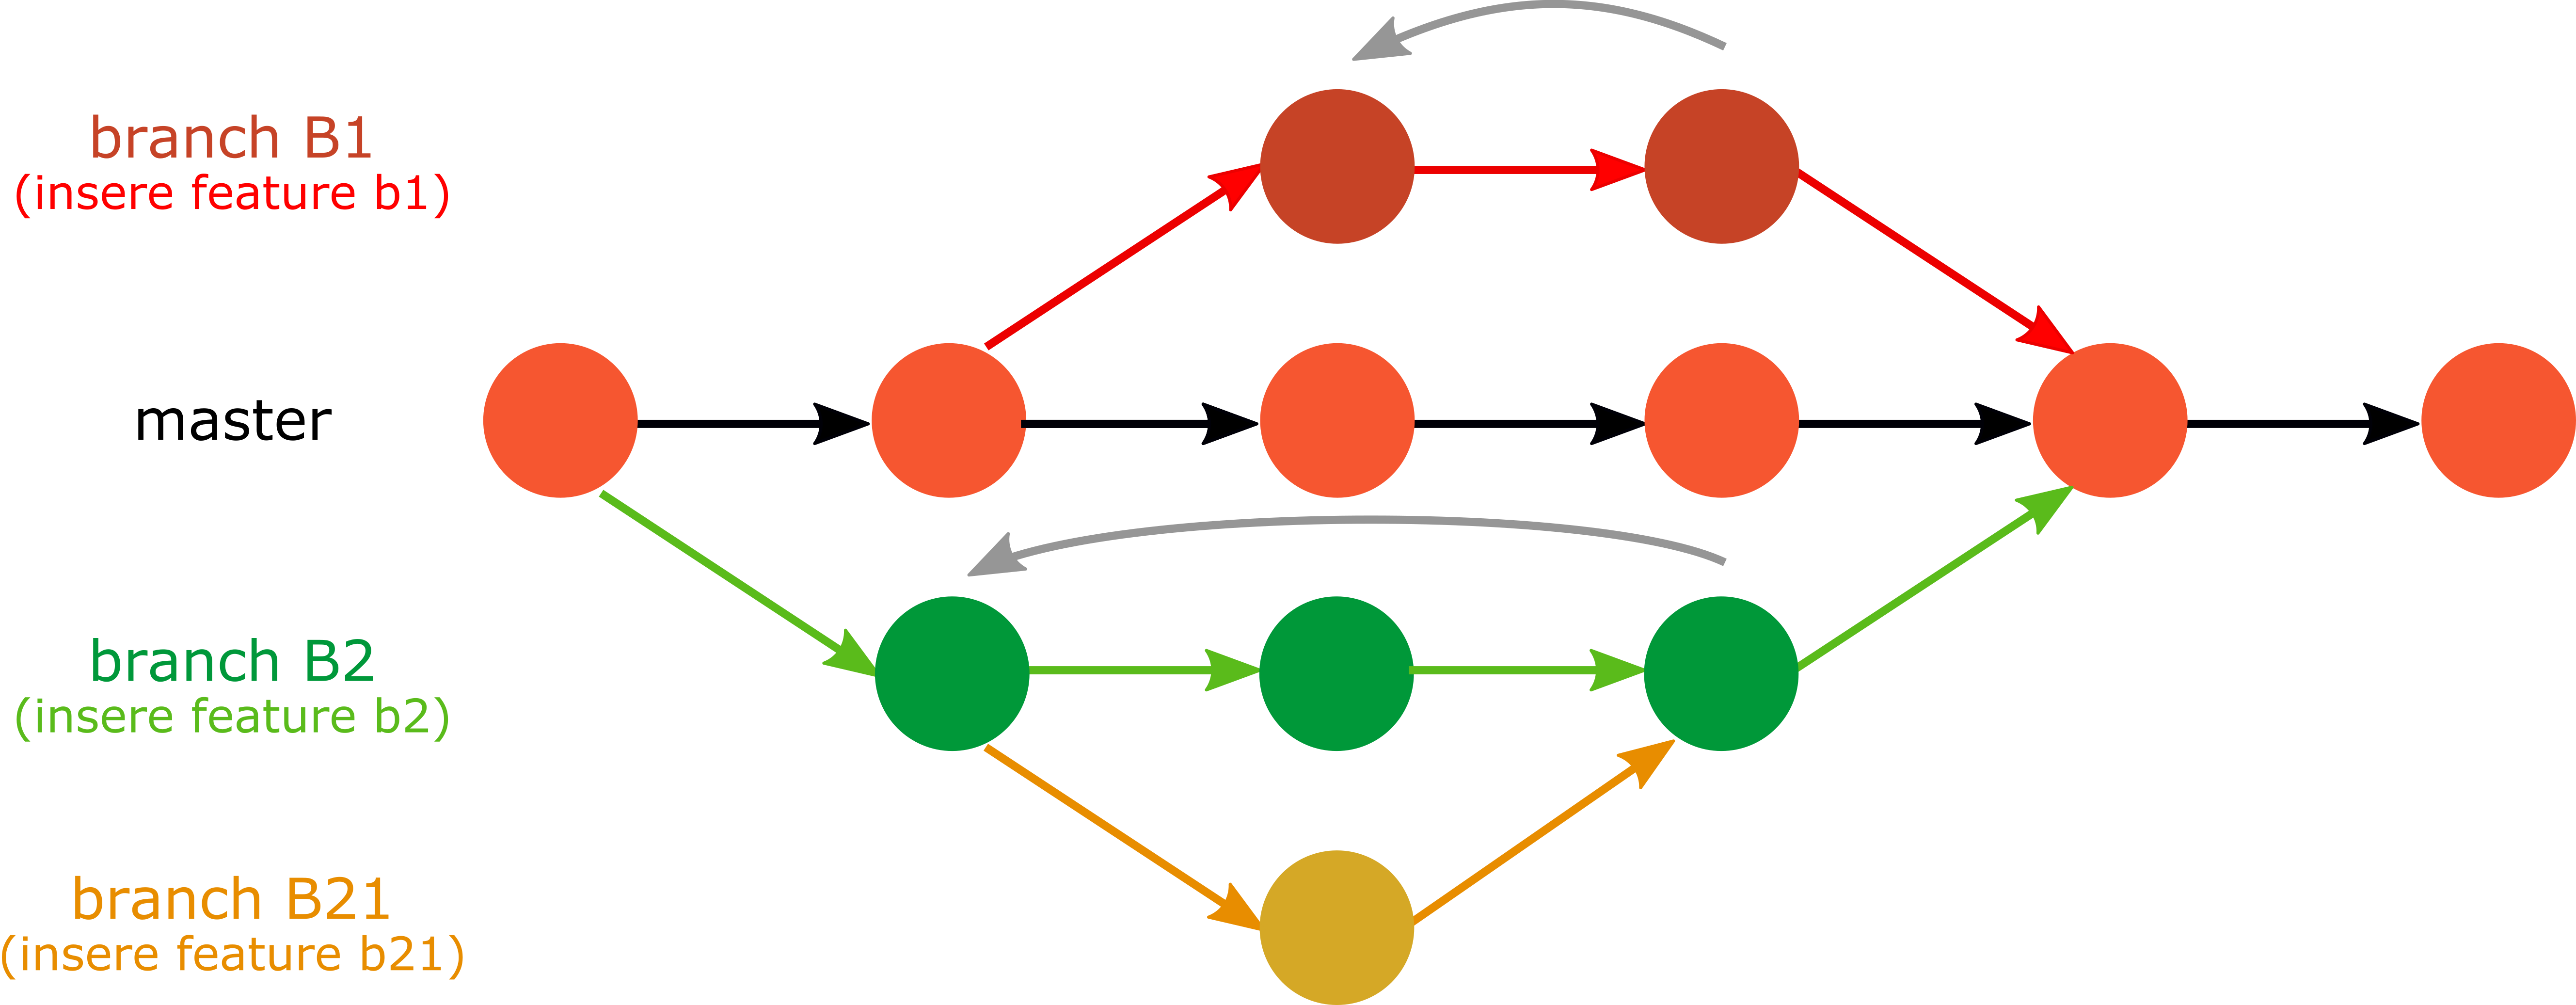 branch B1
(insere feature b1)
master
branch B2
(insere feature b2)
branch B21
(insere feature b21)